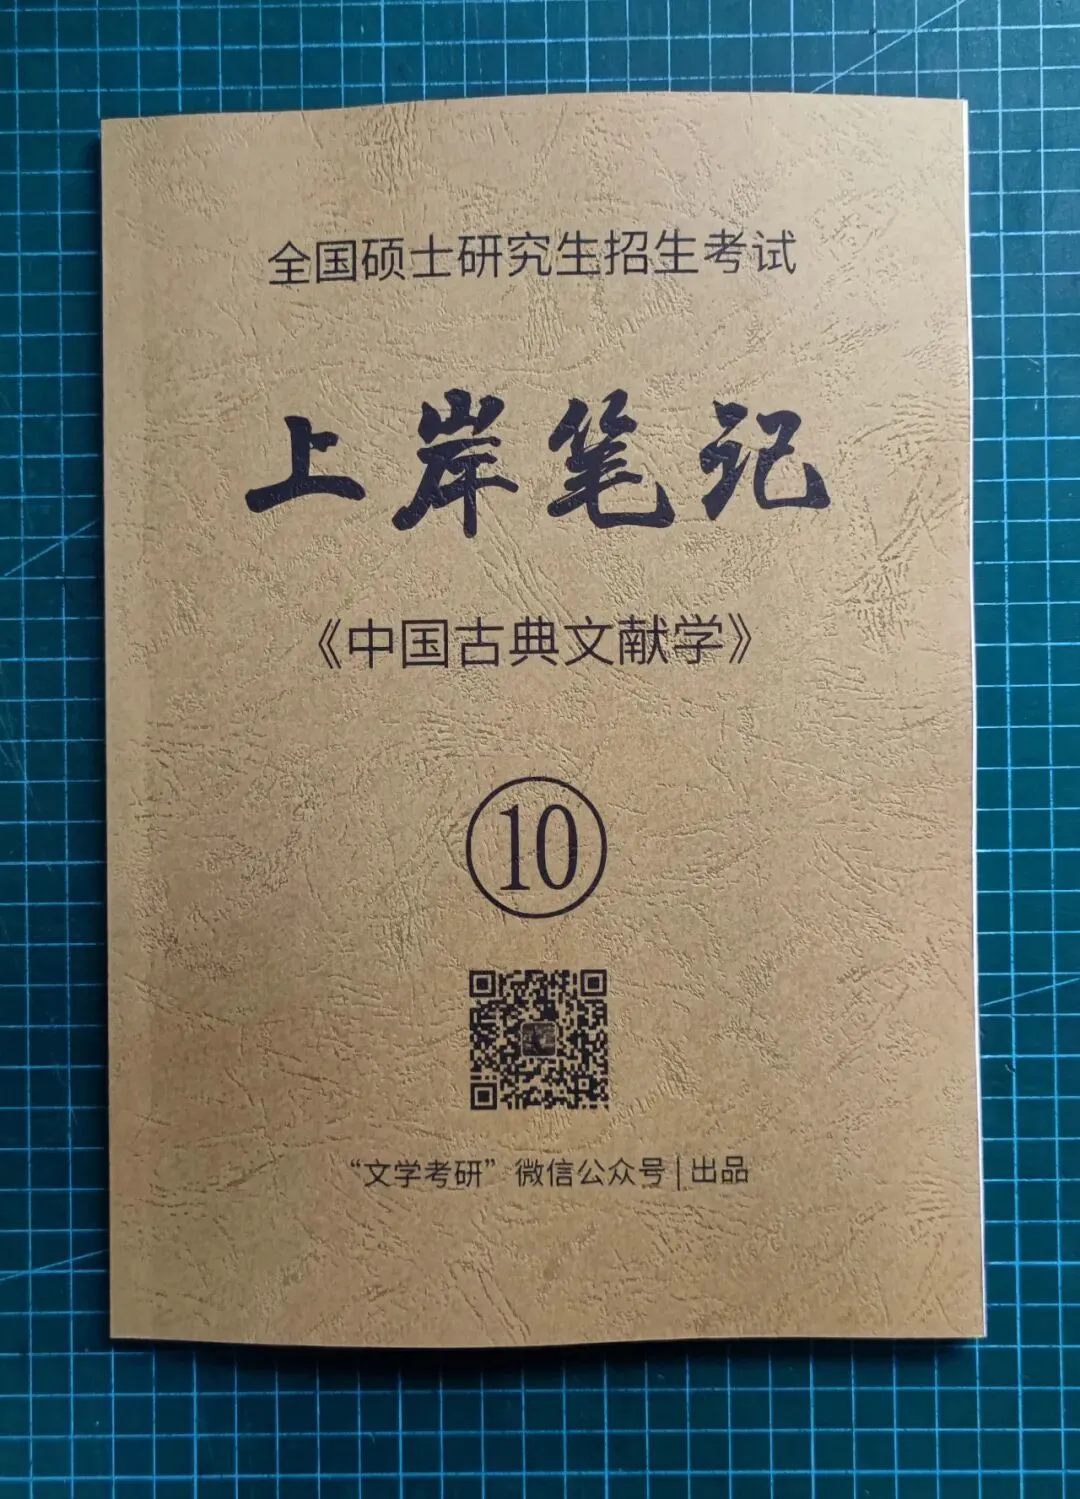 全国硕士研究生招生考试
上岸笔记
《中国古典文献学》
10
“文学考研”微信公众号|出品